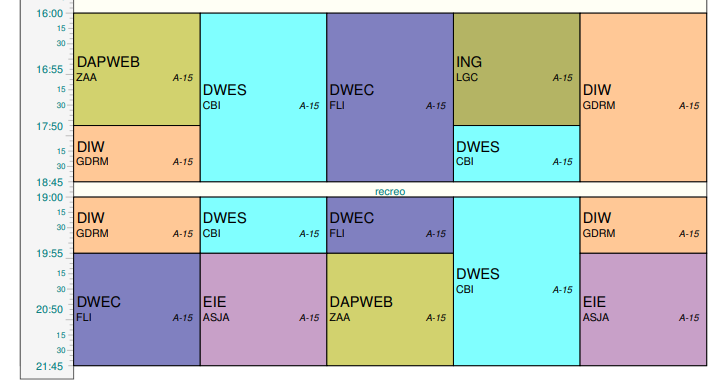 16:00
15
30
16:55
15
30
17:50
15
30
18:45
19:00
15
30
19:55
15
30
20:50
15
30
21:45
DAPWEB
ZAA A-15
DIW
GDRM A-15
DWES
CBI A-15
DWEC
FLI A-15
ING
LGC A-15
DWES
CBI A-15
DIW
GDRM A-15
recreo
DIW
GDRM A-15
DWEC
FLI A-15
DWES
CBI A-15
EIE
ASJA A-15
DWEC
FLI A-15
DAPWEB
ZAA A-15
DWES
CBI A-15
DIW
GDRM A-15
EIE
ASJA A-15